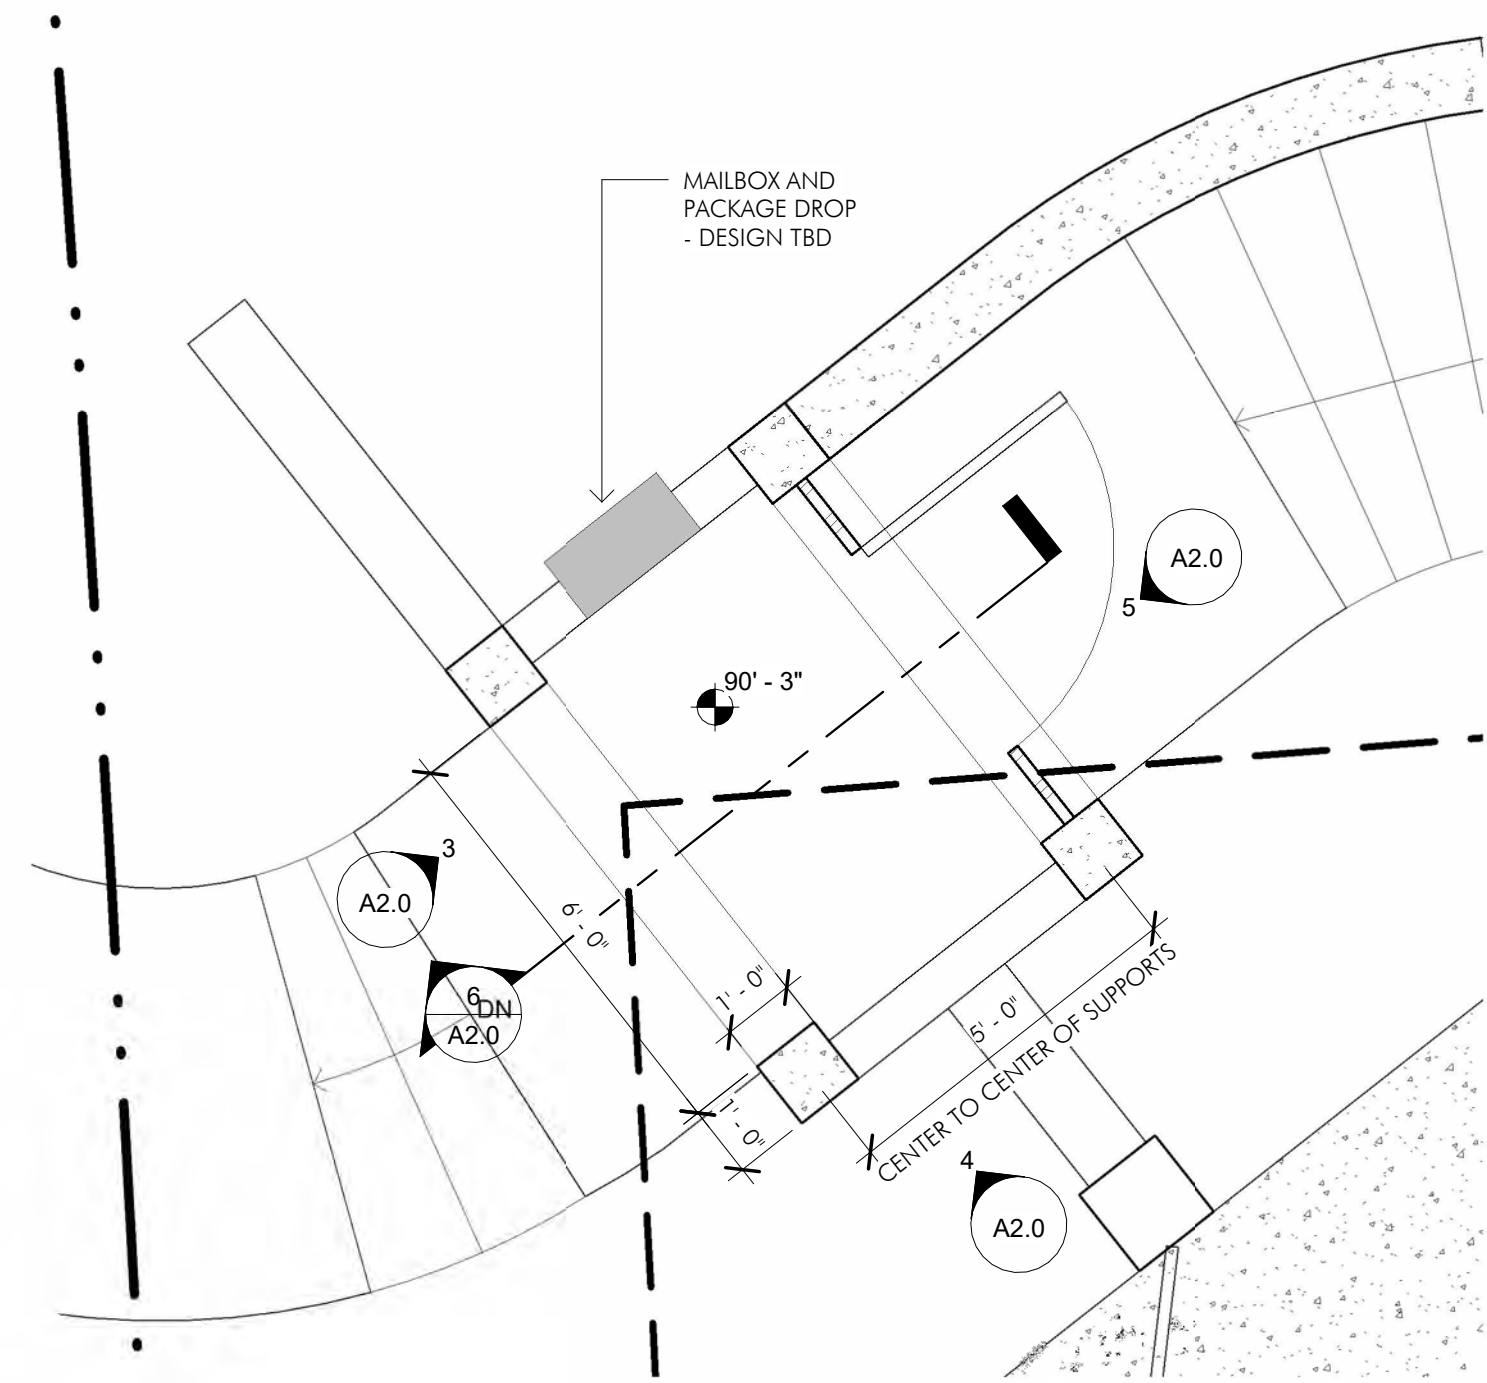 MAILBOX AND
PACKAGE DROP
- DESIGN TBD
A2.0
5
90' - 3"
3
A2.0
6' - 0"
6
DN
A2.0
1' - 0"
1' - 0"
5' - 0"
CENTER TO CENTER OF SUPPORTS
4
A2.0